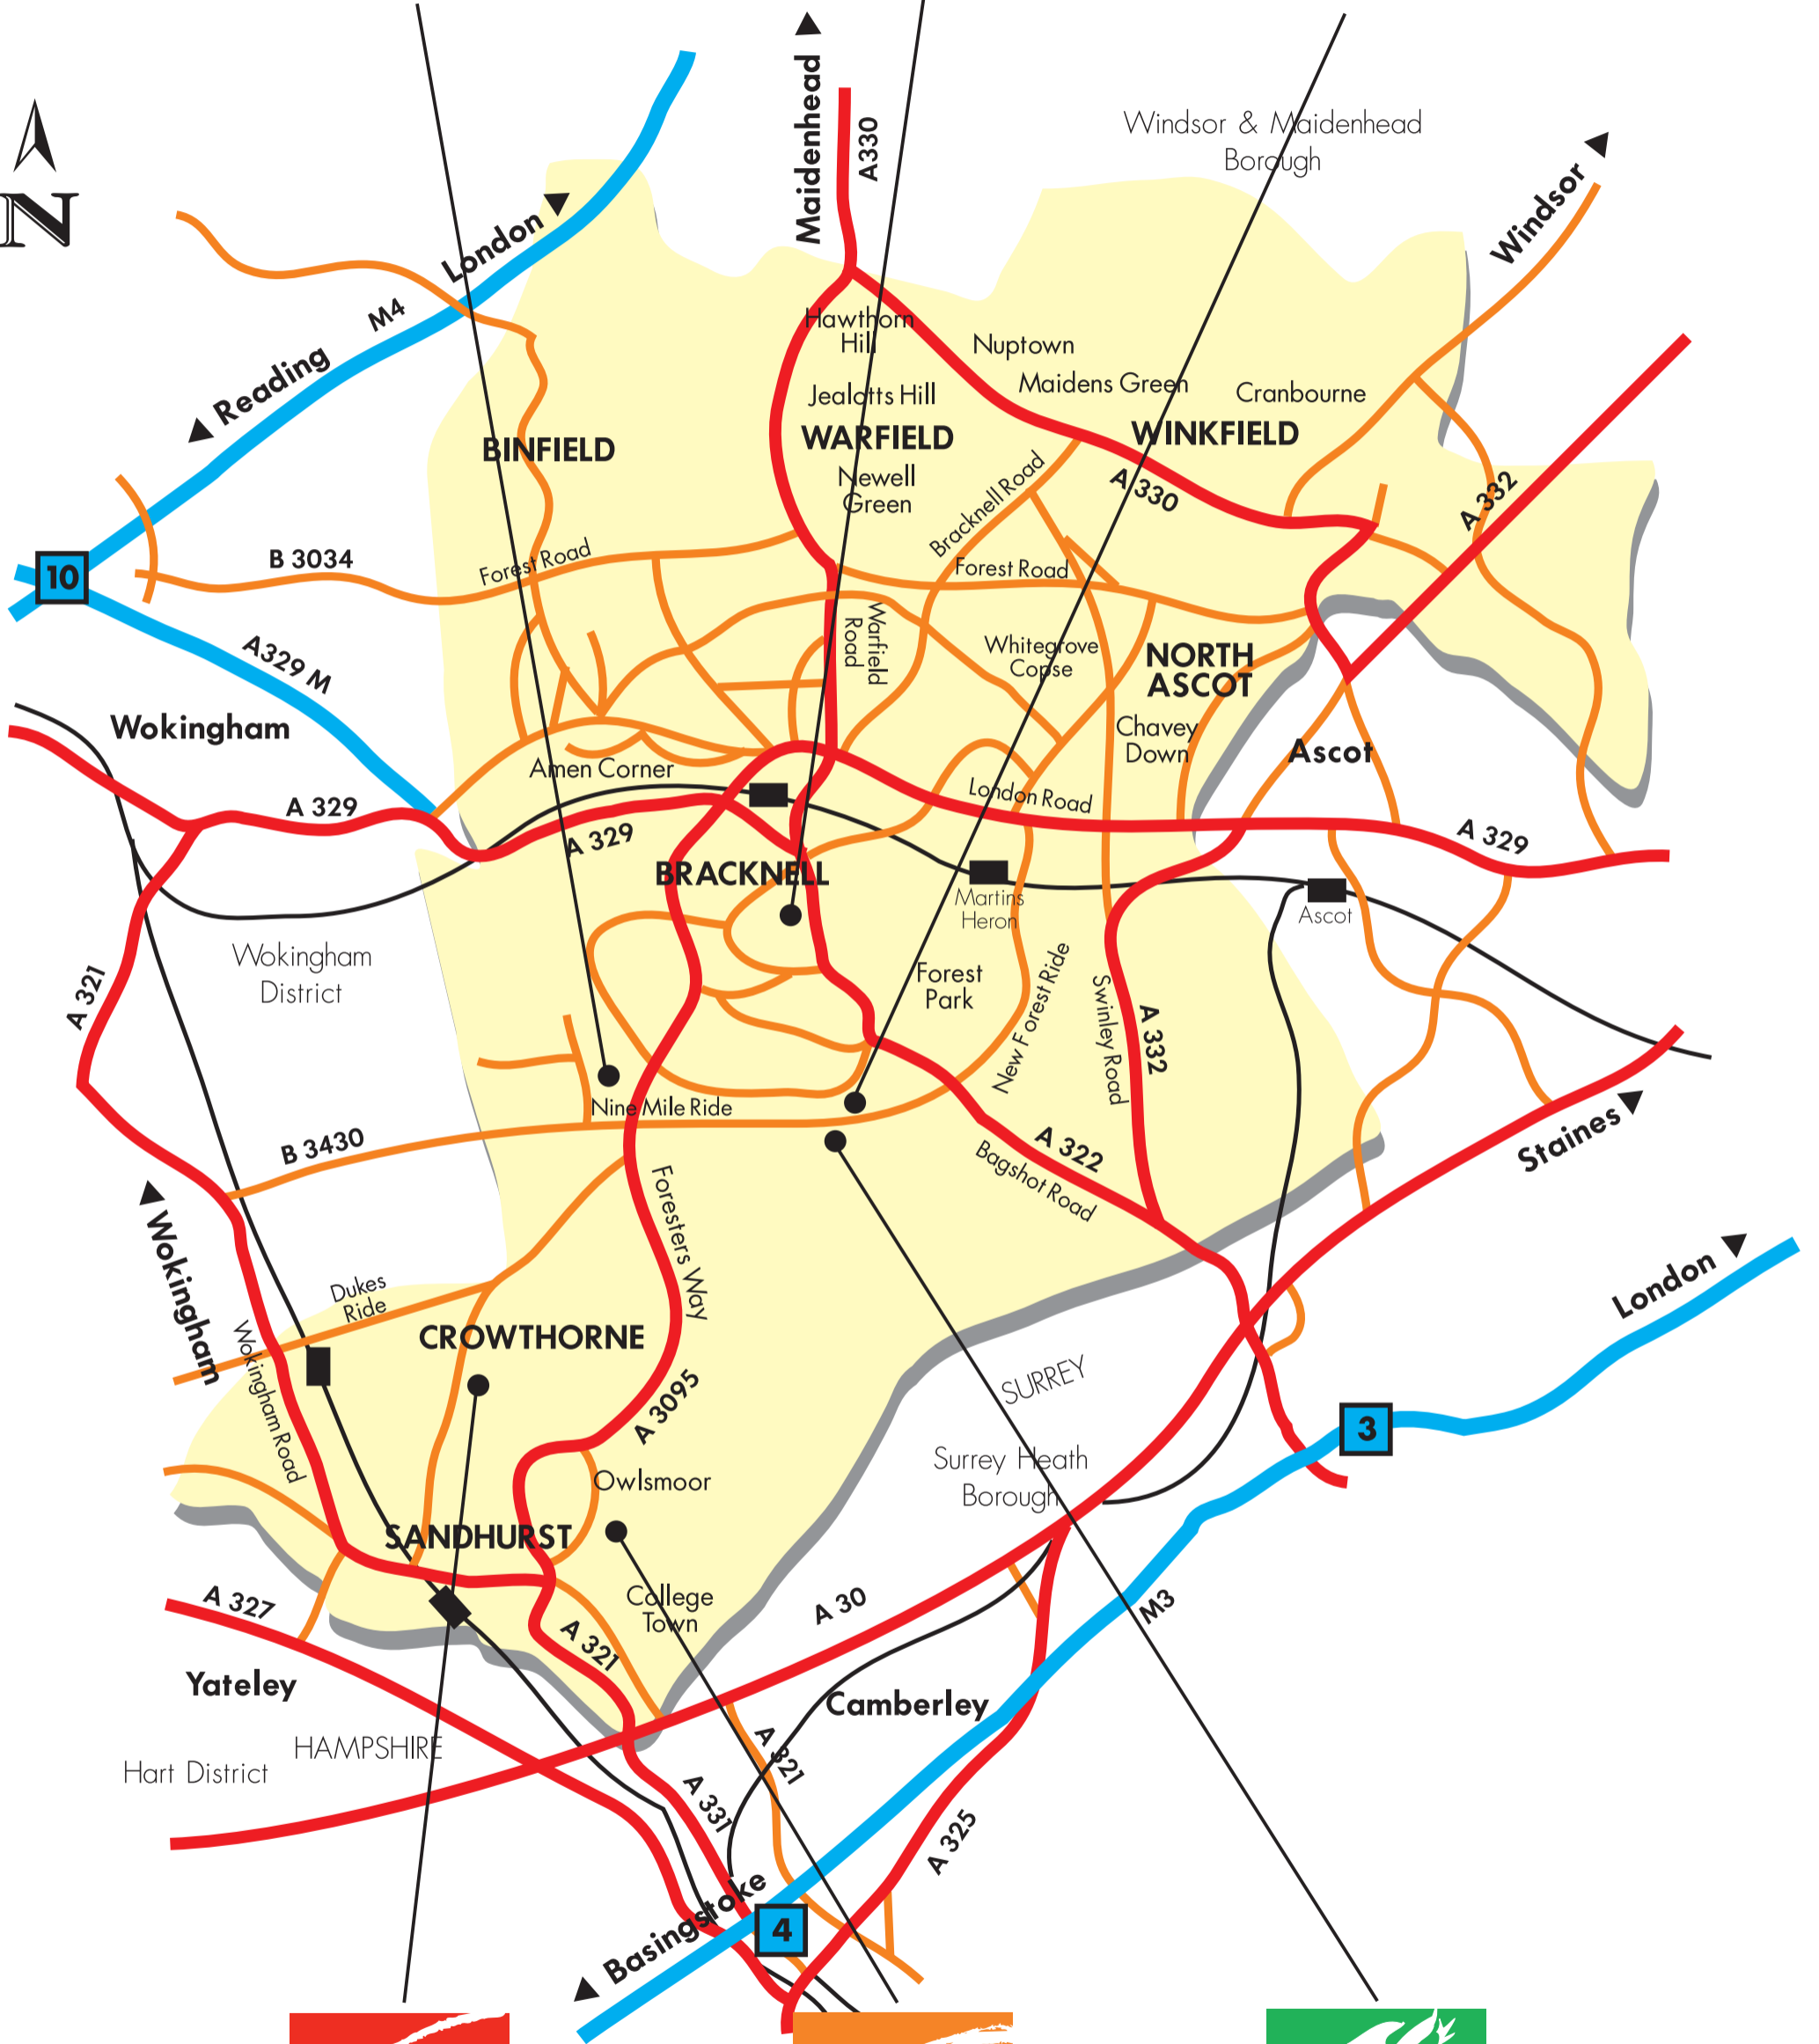 Maidenhead
A330
Windsor & Maidenhead
Borough
Windsor
N
London
M4
Reading
Hawthorn
Hill
Nuptown
Maidens Green
Cranbourne
Jealotts Hill
BINFIELD
WARFIELD
WINKFIELD
Newell
Green
Bracknell Road
A 330
A 332
10
B 3034
Forest Road
Forest Road
Warfield
Road
Whitegrove
Copse
NORTH
ASCOT
A329 M
Wokingham
Chavey
Down
Ascot
Amen Corner
London Road
A 329
A 329
A 329
BRACKNELL
Martins
Heron
Ascot
Wokingham
District
A 321
Forest
Park
New Forest Ride
Swinley Road
A 332
Nine Mile Ride
B 3430
A 322
Bagshot Road
Staines
Wokingham
Foresters Way
Dukes
Ride
London
CROWTHORNE
Wokingham Road
A 3095
SURREY
3
Surrey Heath
Borough
Owlsmoor
SANDHURST
College
Town
A 327
A 30
M3
A 321
Yateley
Camberley
HAMPSHIRE
Hart District
A 321
A 331
A 325
Basingstoke
4